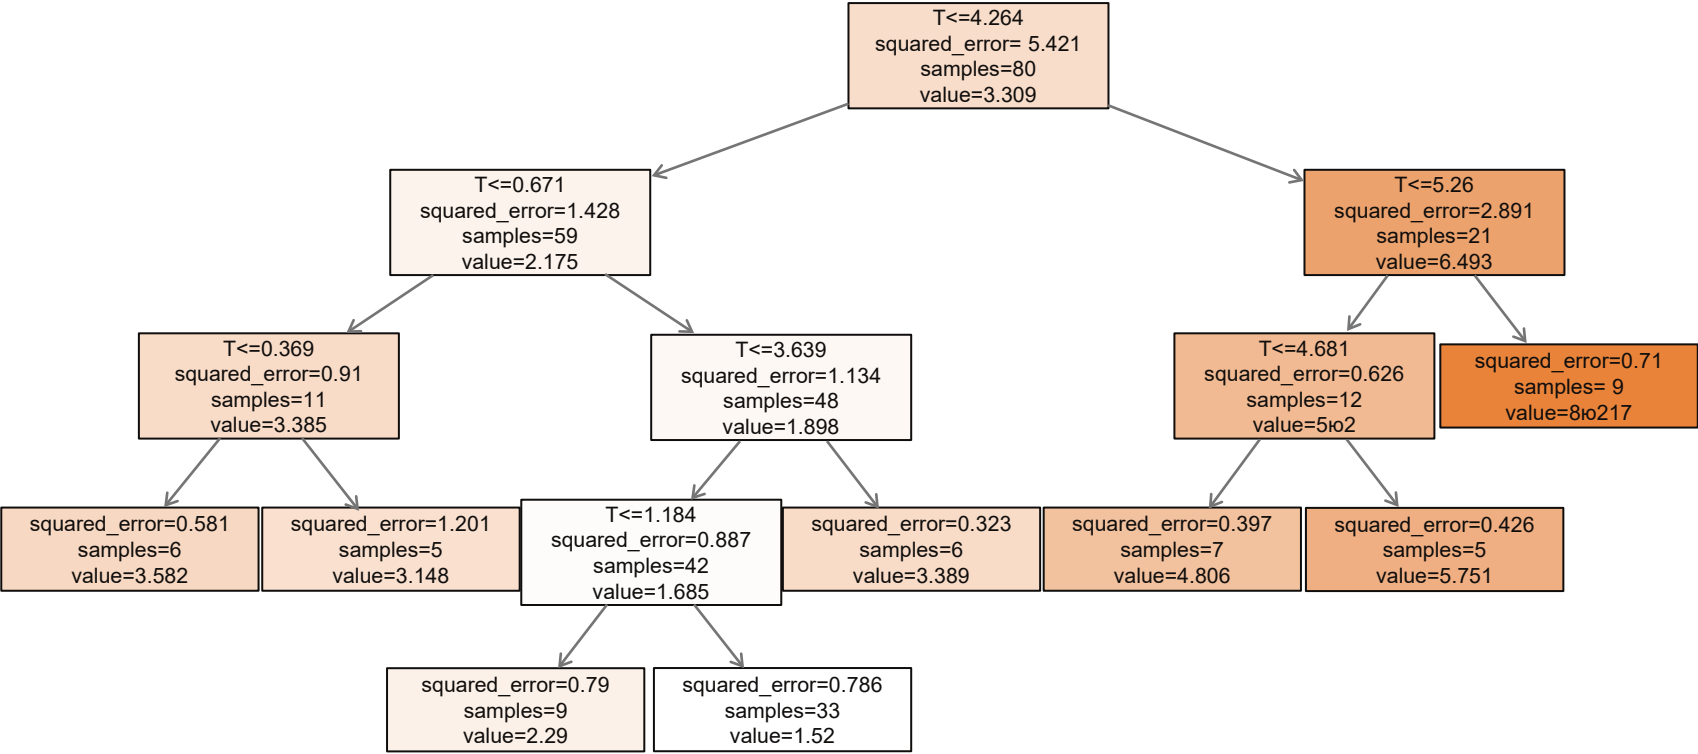 T<=4.264
squared_error= 5.421
samples=80
value=3.309
T<=0.671
squared_error=1.428
samples=59
value=2.175
T<=5.26
squared_error=2.891
samples=21
value=6.493
T<=0.369
squared_error=0.91
samples=11
value=3.385
T<=3.639
squared_error=1.134
samples=48
value=1.898
T<=4.681
squared_error=0.626
samples=12
value=5ю2
squared_error=0.71
samples= 9
value=8ю217
squared_error=0.581
samples=6
value=3.582
squared_error=1.201
samples=5
value=3.148
T<=1.184
squared_error=0.887
samples=42
value=1.685
squared_error=0.323
samples=6
value=3.389
squared_error=0.397
samples=7
value=4.806
squared_error=0.426
samples=5
value=5.751
squared_error=0.79
samples=9
value=2.29
squared_error=0.786
samples=33
value=1.52